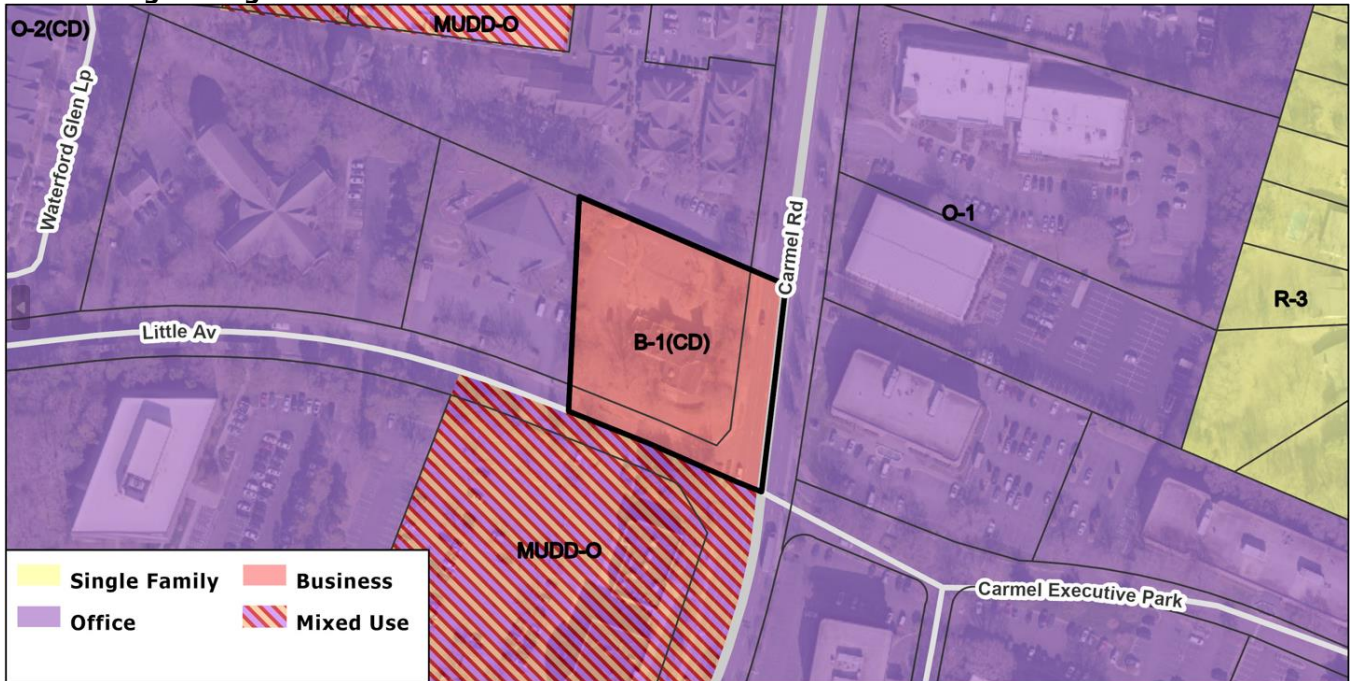 O-2(CD)
MUDD-O
Waterford Glen Lp
Carmel Rd
O-1
R-3
Little Av
B-1(CD)
MUDD-O
Carmel Executive Park
Single Family
Business
Office
Mixed Use